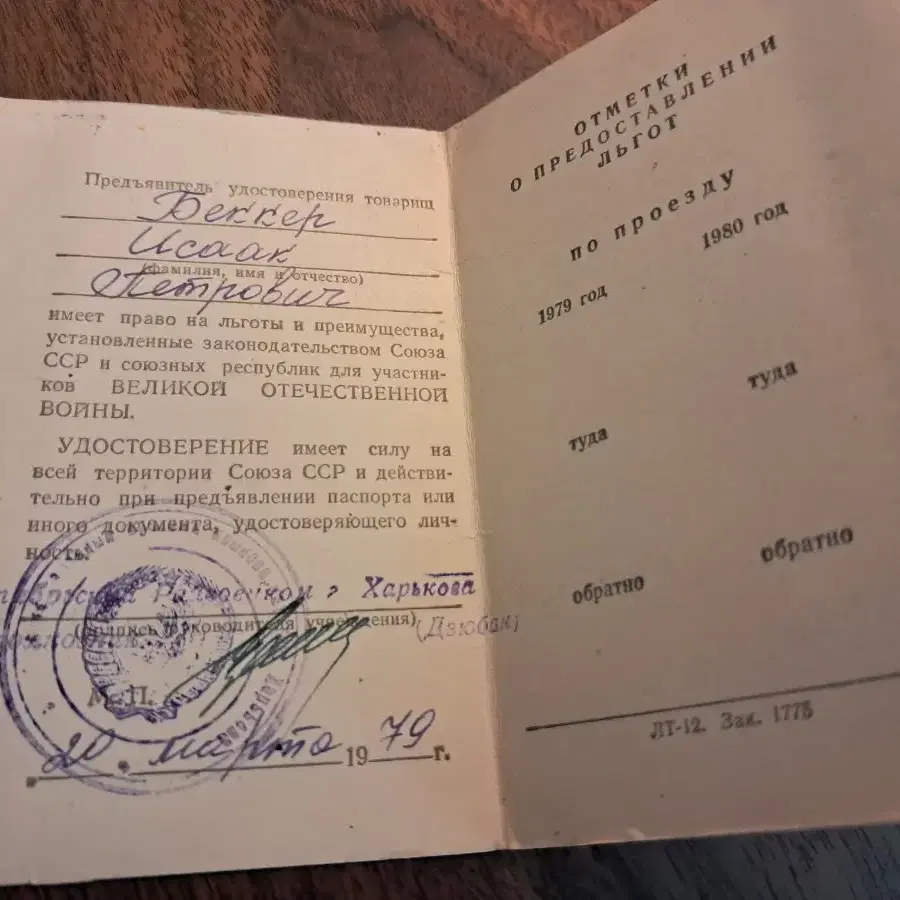 Предъявитель удостоверения товарищ
Беккер
Исаак
(фамилия, имя и отчество)
Петрович
имеет право на льготы и преимущества,
установленные законодательством Союза
ССР и союзных республик для участни-
ков ВЕЛИКОЙ ОТЕЧЕСТВЕННОЙ
ВОЙНЫ.
УДОСТОВЕРЕНИЕ имеет силу на
всей территории Союза ССР и действи-
тельно при предъявлении паспорта или
иного документа, удостоверяющего лич-
ность.
г Харькова
(подпись руководителя учреждения) (Дзюбан)
М. П.
"20" марта 1979 г.
ОТМЕТКИ
О ПРЕДОСТАВЛЕНИИ
ЛЬГОТ
по проезду
1979 год 1980 год
туда туда
обратно обратно
ЛТ-12. Зак. 1775